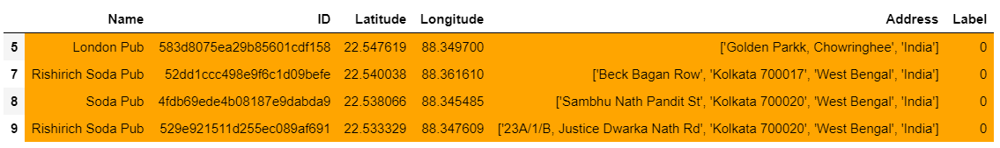 Name ID Latitude Longitude Address Label
5 London Pub 583d8075ea29b85601cdf158 22.547619 88.349700 ['Golden Parkk, Chowringhee', 'India'] 0
7 Rishirich Soda Pub 52dd1ccc498e9f6c1d09befe 22.540038 88.361610 ['Beck Bagan Row', 'Kolkata 700017', 'West Bengal', 'India'] 0
8 Soda Pub 4fdb69ede4b08187e9dabda9 22.538066 88.345485 ['Sambhu Nath Pandit St', 'Kolkata 700020', 'West Bengal', 'India'] 0
9 Rishirich Soda Pub 529e921511d255ec089af691 22.533329 88.347609 ['23A/1/B, Justice Dwarka Nath Rd', 'Kolkata 700020', 'West Bengal', 'India'] 0